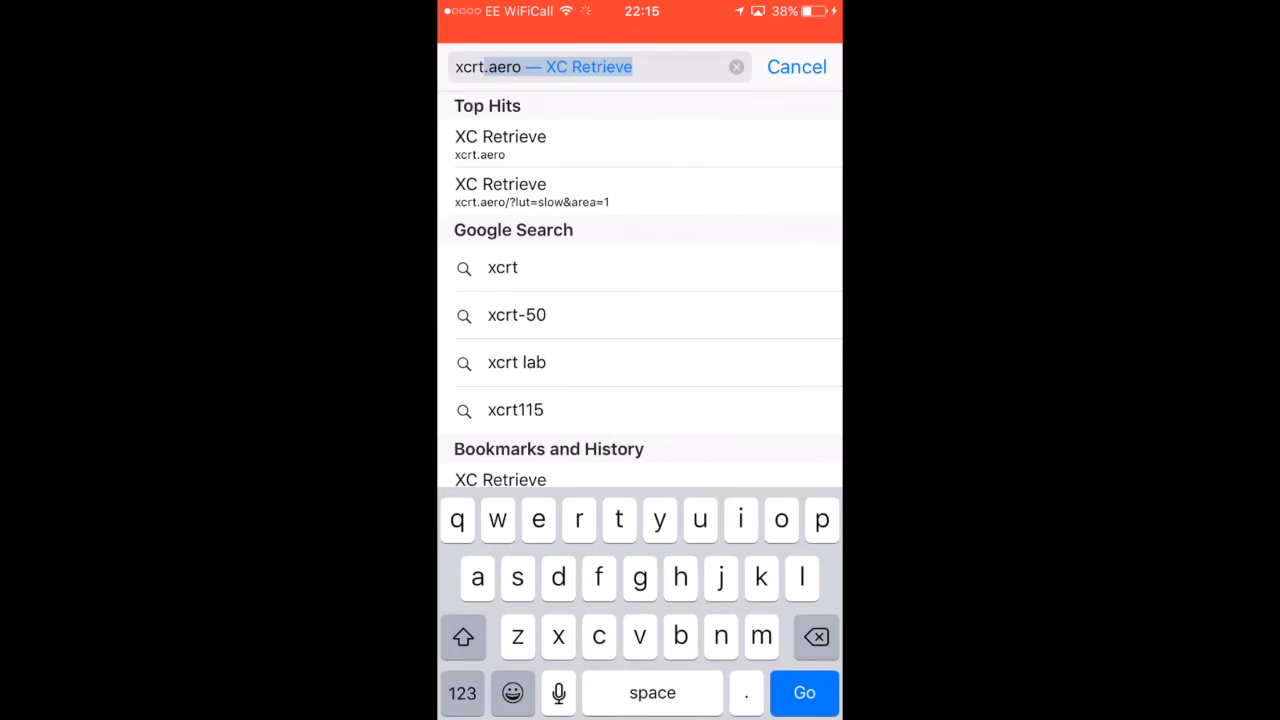 EE WiFiCall 22:15 38%
xcrt.aero — XC Retrieve Cancel
Top Hits
XC Retrieve
xcrt.aero
XC Retrieve
xcrt.aero/?lut=slow&area=1
Google Search
xcrt
xcrt-50
xcrt lab
xcrt115
Bookmarks and History
XC Retrieve
q w e r t y u i o p
a s d f g h j k l
z x c v b n m
123 space . Go